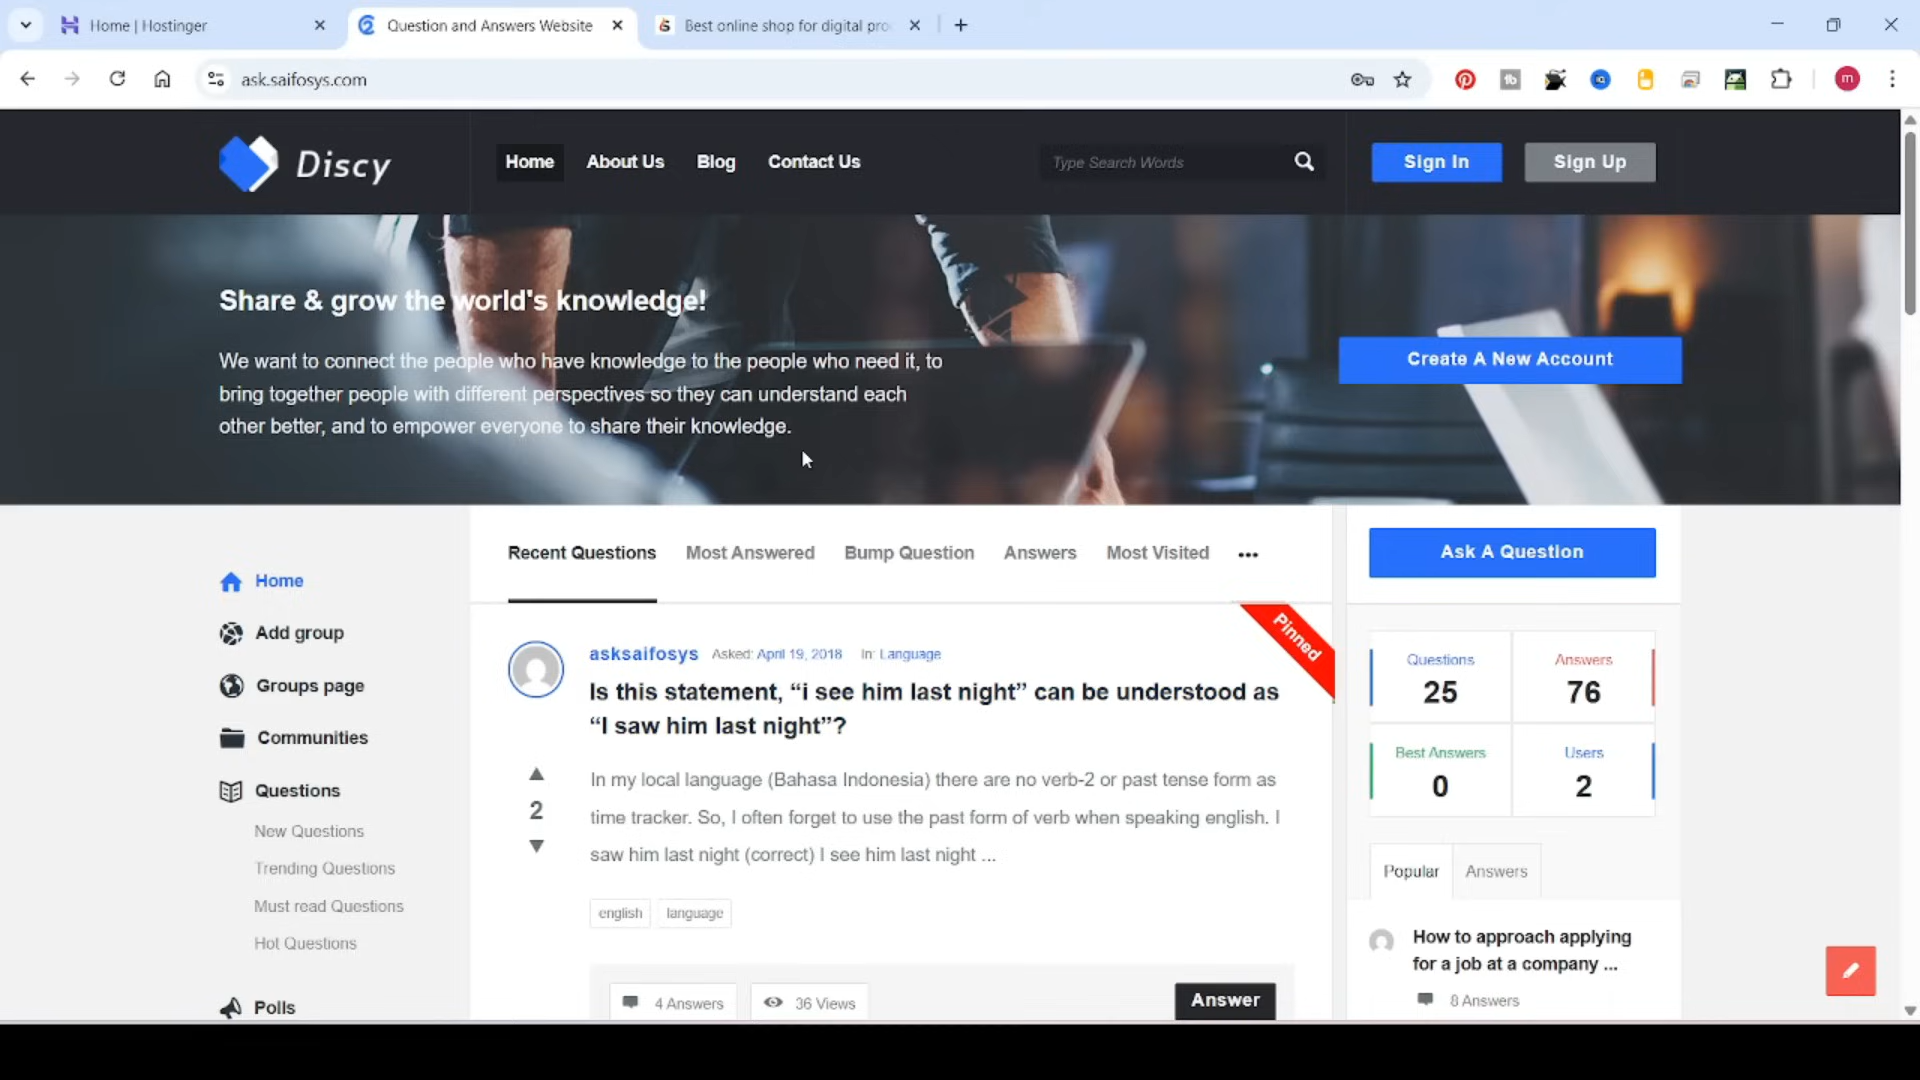 Home | Hostinger
Question and Answers Website
Best online shop for digital pro
ask.saifosys.com
m
Discy
Home
About Us
Blog
Contact Us
Type Search Words
Sign In
Sign Up
Share & grow the world's knowledge!
We want to connect the people who have knowledge to the people who need it, to
bring together people with different perspectives so they can understand each
other better, and to empower everyone to share their knowledge.
Create A New Account
Home
Add group
Groups page
Communities
Questions
New Questions
Trending Questions
Must read Questions
Hot Questions
Polls
Recent Questions
Most Answered
Bump Question
Answers
Most Visited
Pinned
asksaifosys Asked: April 19, 2018 In: Language
Is this statement, “i see him last night” can be understood as
“I saw him last night”?
2
In my local language (Bahasa Indonesia) there are no verb-2 or past tense form as
time tracker. So, I often forget to use the past form of verb when speaking english. I
saw him last night (correct) I see him last night ...
english
language
4 Answers
36 Views
Answer
Ask A Question
Questions
25
Answers
76
Best Answers
0
Users
2
Popular
Answers
How to approach applying
for a job at a company ...
8 Answers